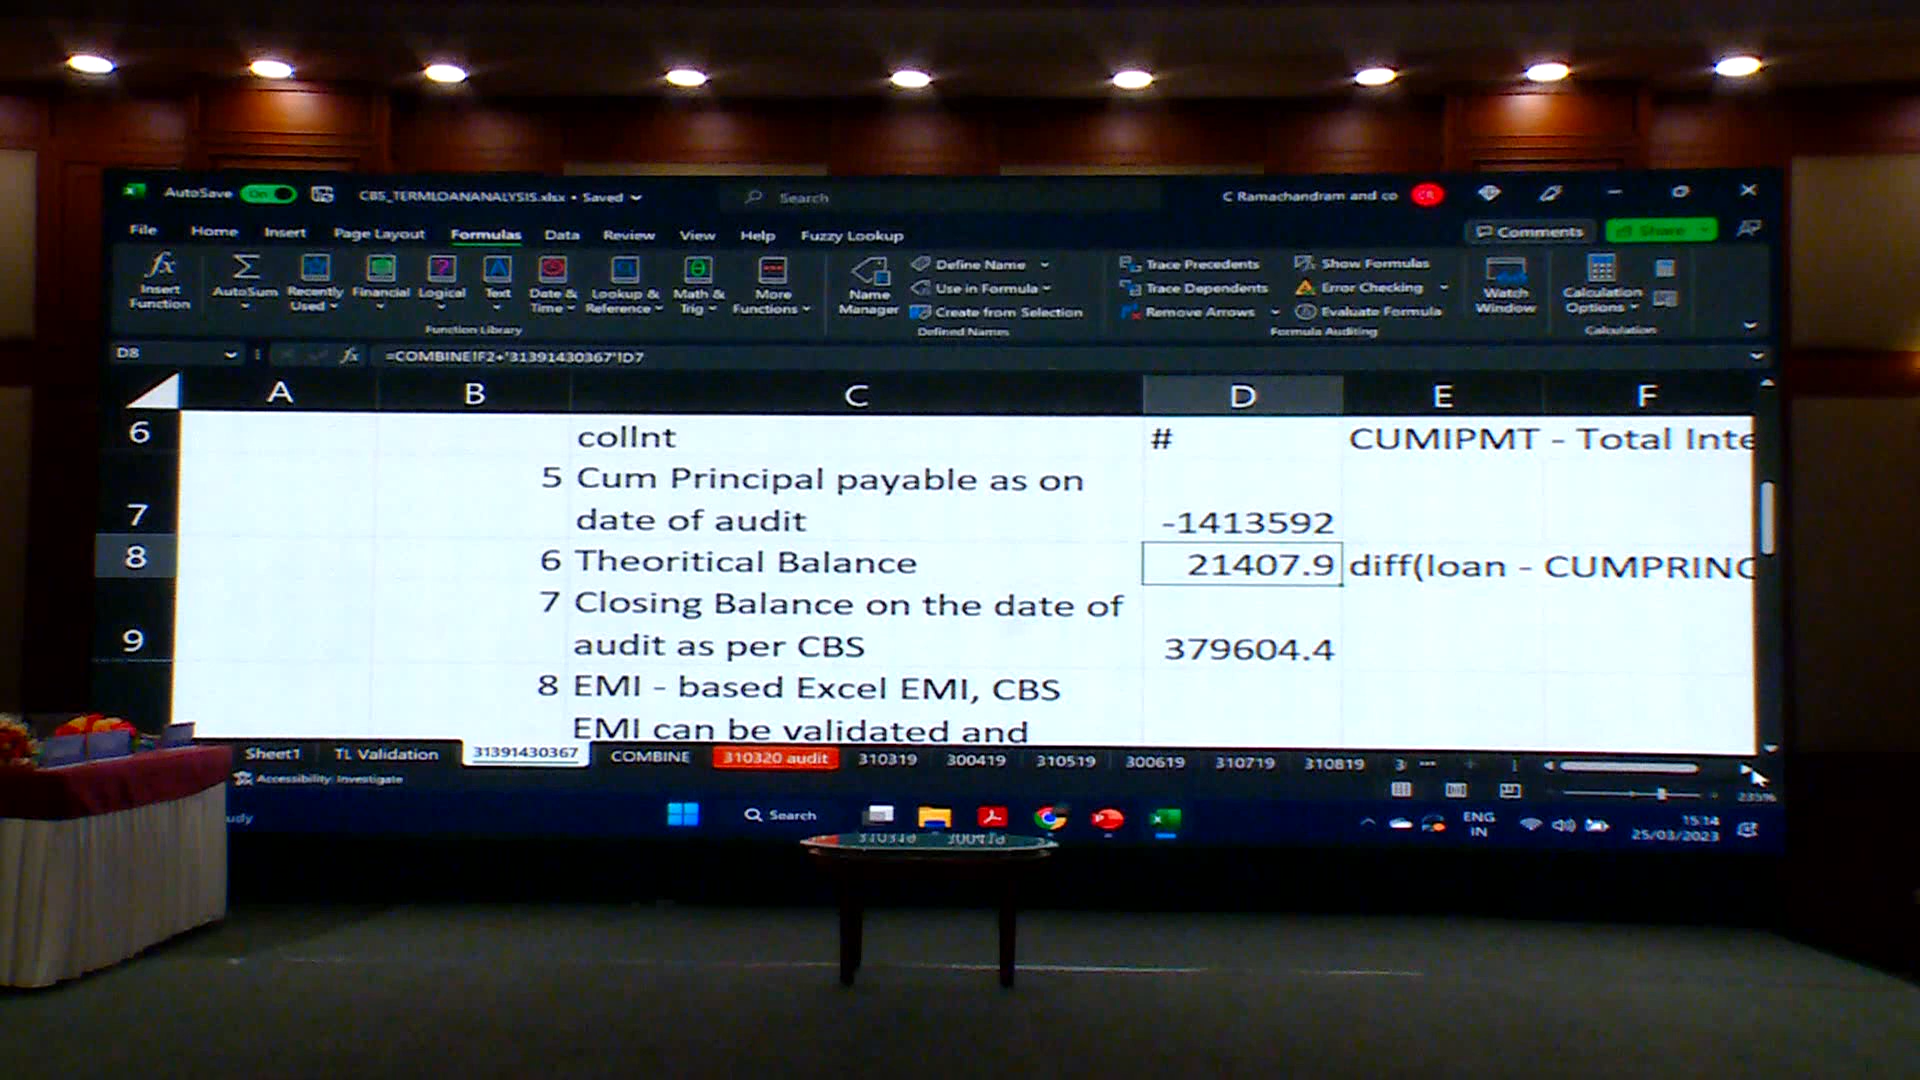 AutoSave On CBS_TERMLOANANALYSIS.xlsx • Saved Search C Ramachandram and co CR
File Home Insert Page Layout Formulas Data Review View Help Fuzzy Lookup Comments Share
fx Insert Function
AutoSum
Recently Used
Financial
Logical
Text
Date & Time
Lookup & Reference
Math & Trig
More Functions
Function Library
Name Manager
Define Name
Use in Formula
Create from Selection
Defined Names
Trace Precedents
Trace Dependents
Remove Arrows
Show Formulas
Error Checking
Evaluate Formula
Formula Auditing
Watch Window
Calculation Options
Calculation
D8 fx =COMBINE!F2+'31391430367'!D7
A B C D E F
6 collnt # CUMIPMT - Total Inte
5 Cum Principal payable as on
7 date of audit -1413592
8 6 Theoritical Balance 21407.9 diff(loan - CUMPRINC
7 Closing Balance on the date of
9 audit as per CBS 379604.4
8 EMI - based Excel EMI, CBS
EMI can be validated and
Sheet1 TL Validation 31391430367 COMBINE 310320 audit 310319 300419 310519 300619 310719 310819 3 ...
Accessibility: Investigate
235%
Search
ENG
IN
15:14
25/03/2023